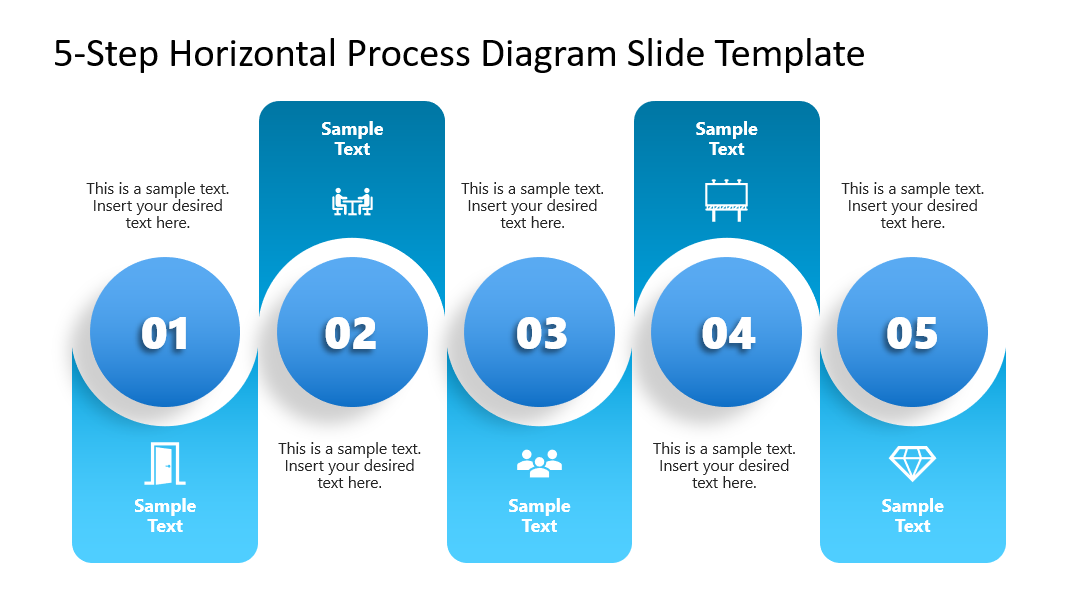 5-Step Horizontal Process Diagram Slide Template
This is a sample text.
Insert your desired
text here.
01
Sample
Text
Sample
Text
02
This is a sample text.
Insert your desired
text here.
This is a sample text.
Insert your desired
text here.
03
Sample
Text
Sample
Text
04
This is a sample text.
Insert your desired
text here.
This is a sample text.
Insert your desired
text here.
05
Sample
Text